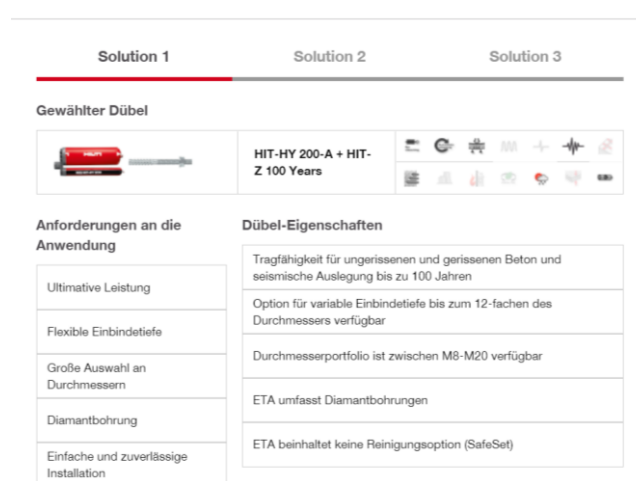 Solution 1
Solution 2
Solution 3
Gewählter Dübel
HIT-HY 200-A + HIT-
Z 100 Years
Anforderungen an die
Anwendung
Ultimative Leistung
Flexible Einbindetiefe
Große Auswahl an
Durchmessern
Diamantbohrung
Einfache und zuverlässige
Installation
Dübel-Eigenschaften
Tragfähigkeit für ungerissenen und gerissenen Beton und
seismische Auslegung bis zu 100 Jahren
Option für variable Einbindetiefe bis zum 12-fachen des
Durchmessers verfügbar
Durchmesserportfolio ist zwischen M8-M20 verfügbar
ETA umfasst Diamantbohrungen
ETA beinhaltet keine Reinigungsoption (SafeSet)